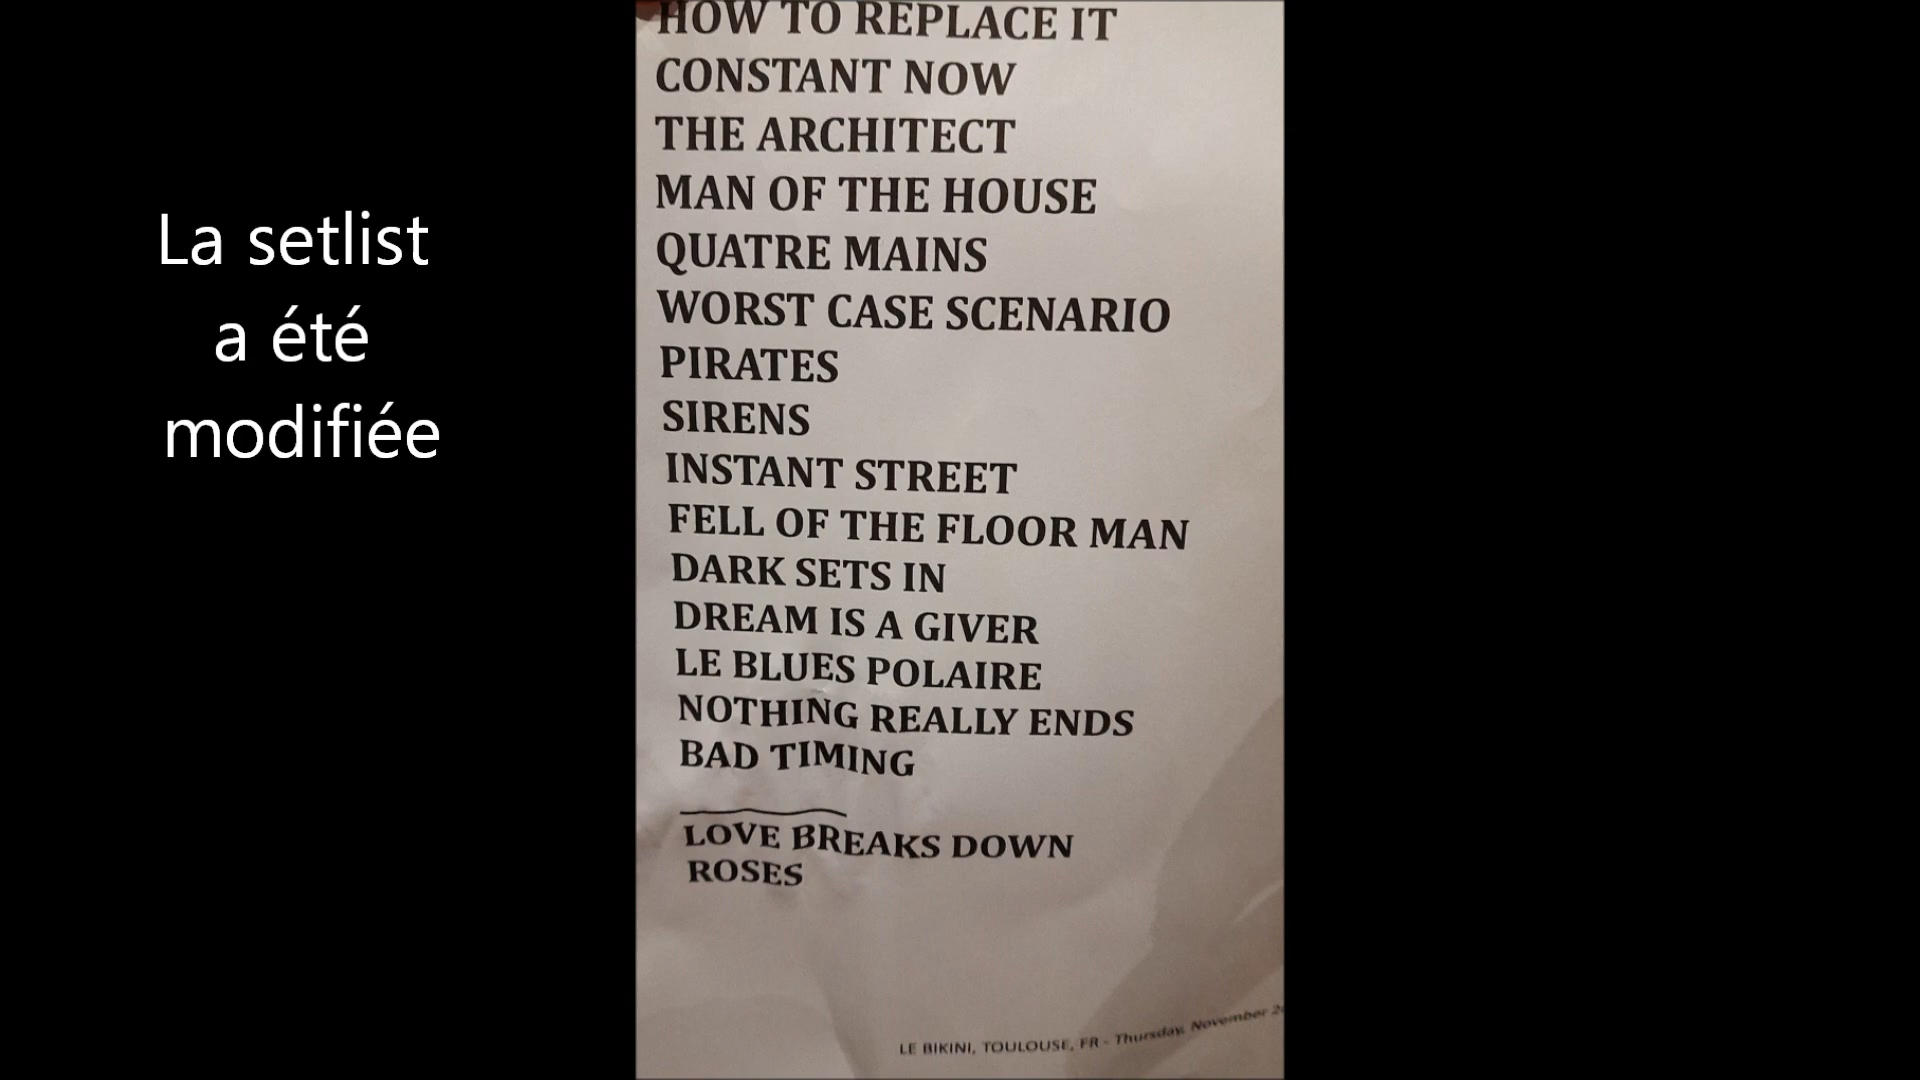 La setlist
a été
modifiée
HOW TO REPLACE IT
CONSTANT NOW
THE ARCHITECT
MAN OF THE HOUSE
QUATRE MAINS
WORST CASE SCENARIO
PIRATES
SIRENS
INSTANT STREET
FELL OF THE FLOOR MAN
DARK SETS IN
DREAM IS A GIVER
LE BLUES POLAIRE
NOTHING REALLY ENDS
BAD TIMING
LOVE BREAKS DOWN
ROSES
LE BIKINI, TOULOUSE, FR - Thursday, November